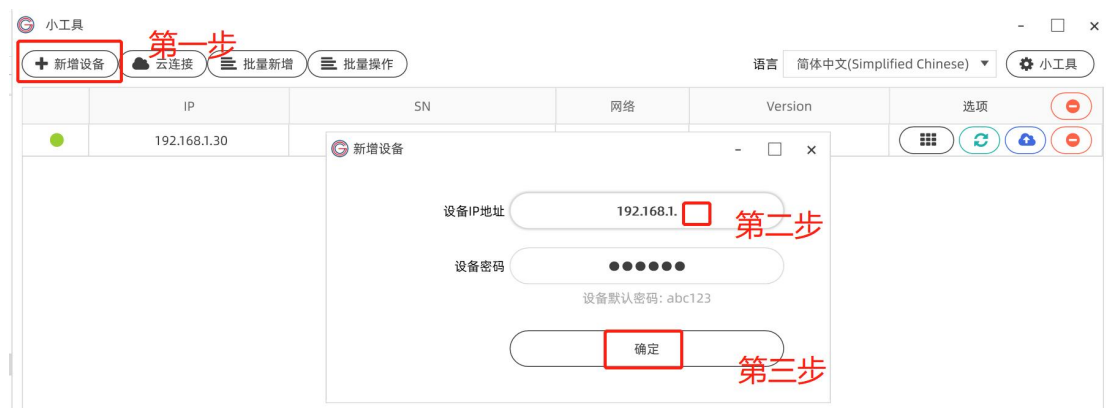 小工具
第一步
新增设备 云连接 批量新增 批量操作 语言 简体中文(Simplified Chinese) 小工具
IP SN 网络 Version 选项
192.168.1.30
新增设备
设备IP地址 192.168.1.
第二步
设备密码 ●●●●●●
设备默认密码: abc123
确定
第三步